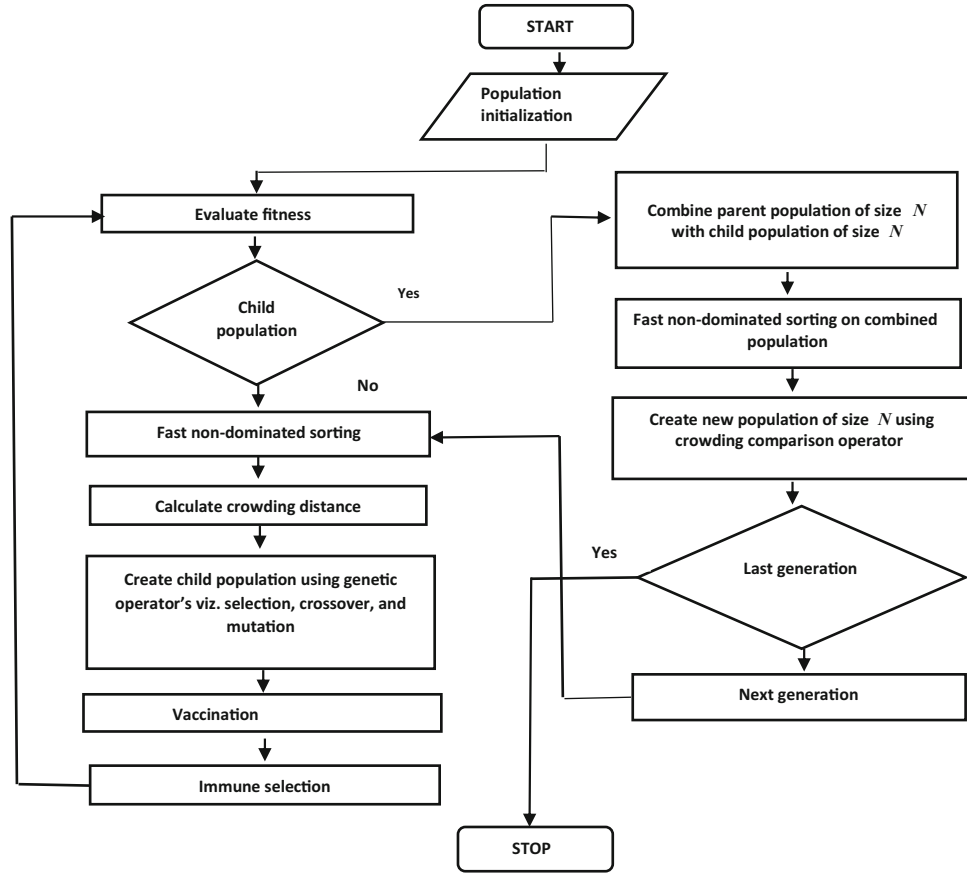 START
Population
initialization
Evaluate fitness
Child
population
Yes
No
Fast non-dominated sorting
Calculate crowding distance
Create child population using genetic
operator's viz. selection, crossover, and
mutation
Vaccination
Immune selection
Combine parent population of size N
with child population of size N
Fast non-dominated sorting on combined
population
Create new population of size N using
crowding comparison operator
Last generation
Yes
Next generation
STOP